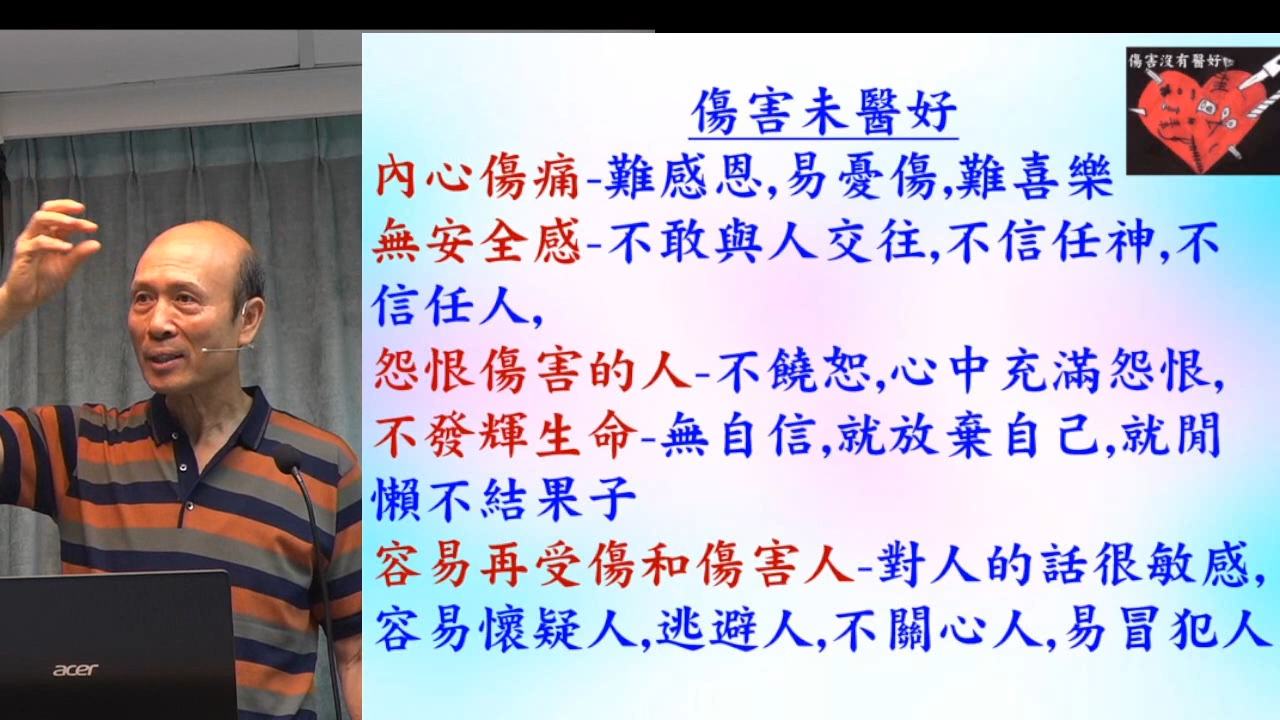 傷害沒有醫好
傷害未醫好
內心傷痛-難感恩,易憂傷,難喜樂
無安全感-不敢與人交往,不信任神,不
信任人,
怨恨傷害的人-不饒恕,心中充滿怨恨,
不發輝生命-無自信,就放棄自己,就閒
懶不結果子
容易再受傷和傷害人-對人的話很敏感,
容易懷疑人,逃避人,不關心人,易冒犯人
acer